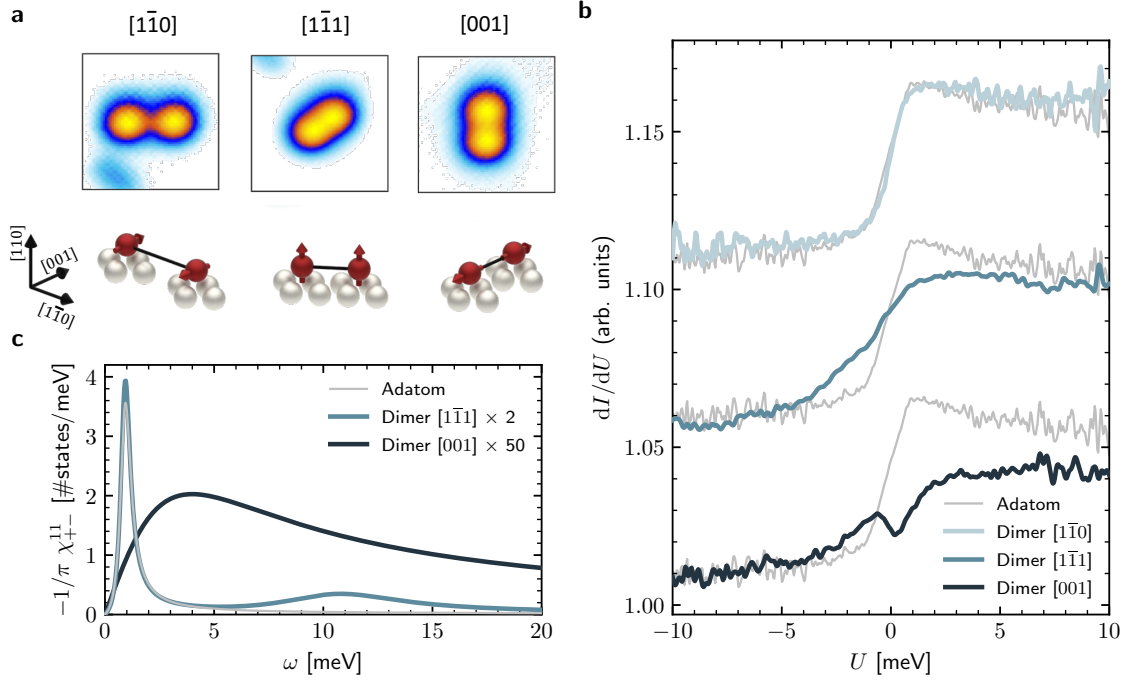 a
[11̄0]
[11̄1]
[001]
[110]
[001]
[11̄0]
b
dI/dU (arb. units)
1.15
1.10
1.05
1.00
Adatom
Dimer [11̄0]
Dimer [11̄1]
Dimer [001]
−10
−5
0
5
10
U [meV]
c
−1/π χ¹¹₊₋ [#states/meV]
4
3
2
1
0
Adatom
Dimer [11̄1] × 2
Dimer [001] × 50
0
5
10
15
20
ω [meV]